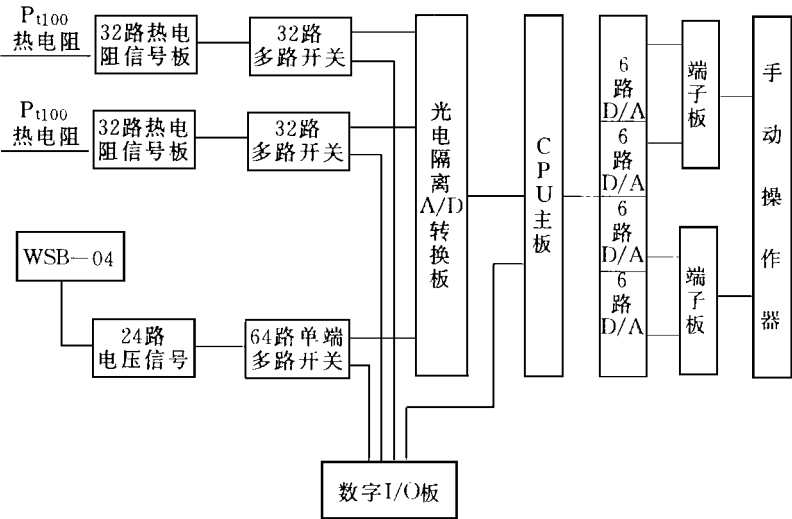 Pt100
热电阻
32路热电
阻信号板
32路
多路开关
Pt100
热电阻
32路热电
阻信号板
32路
多路开关
WSB—04
24路
电压信号
64路单端
多路开关
光电隔离A/D转换板
CPU主板
6路D/A
6路D/A
6路D/A
6路D/A
端子板
端子板
手动操作器
数字I/O板